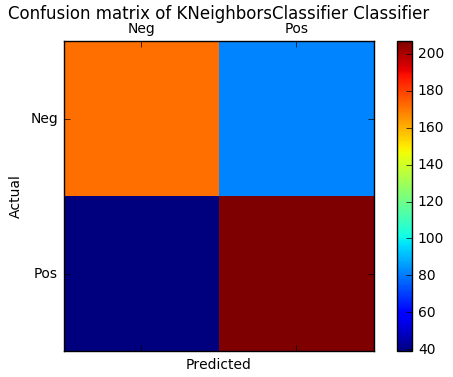 Confusion matrix of KNeighborsClassifier Classifier
Neg Pos
Neg
Pos
Actual
Predicted
200
180
160
140
120
100
80
60
40